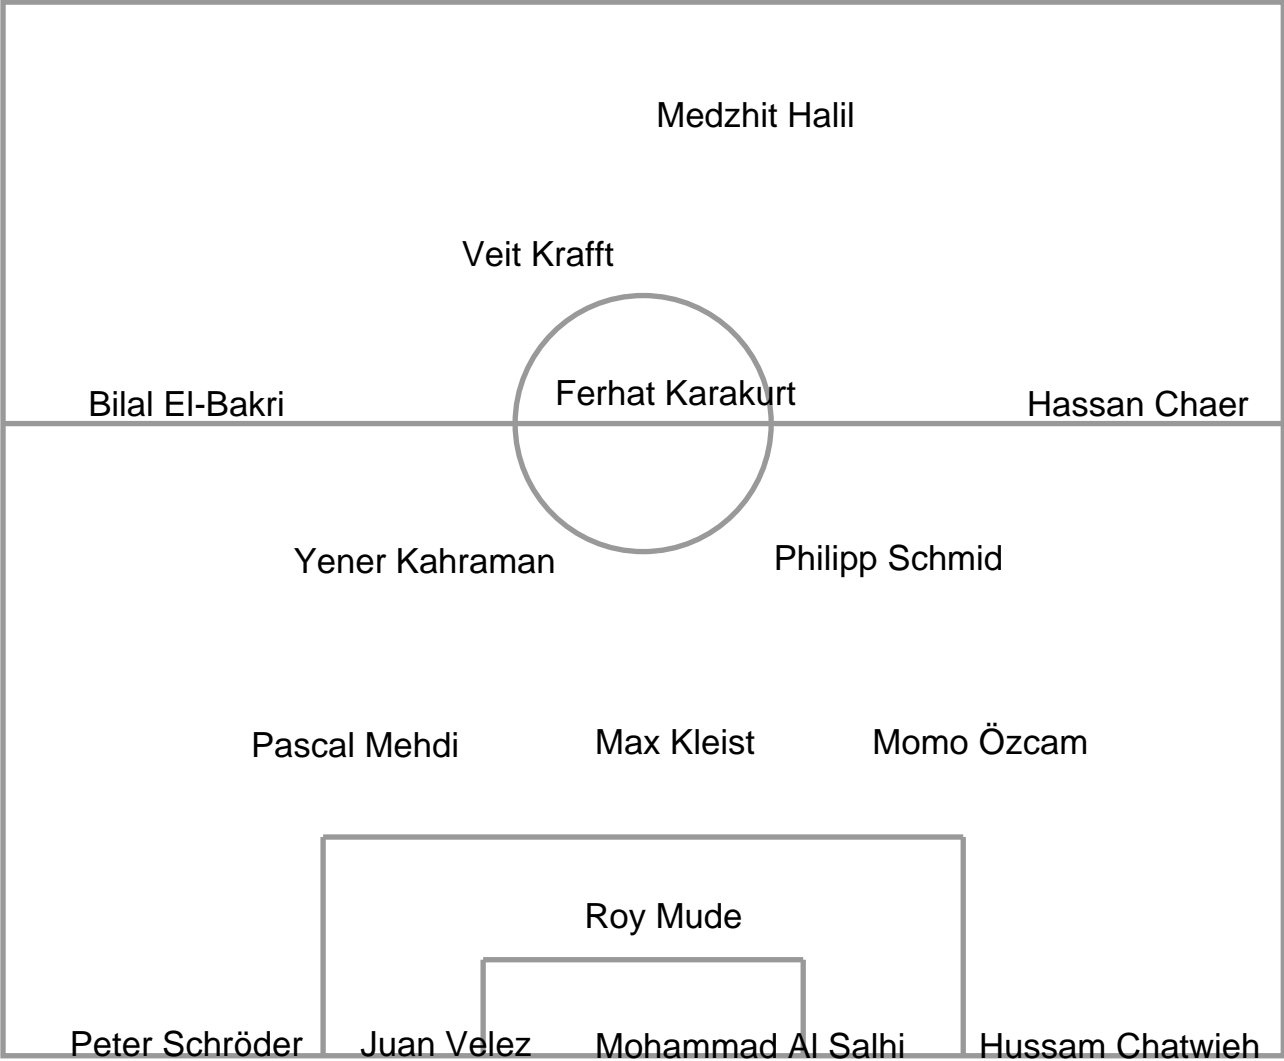 Medzhit Halil
Veit Krafft
Bilal El-Bakri
Ferhat Karakurt
Hassan Chaer
Yener Kahraman
Philipp Schmid
Pascal Mehdi
Max Kleist
Momo Özcam
Roy Mude
Peter Schröder
Juan Velez
Mohammad Al Salhi
Hussam Chatwieh